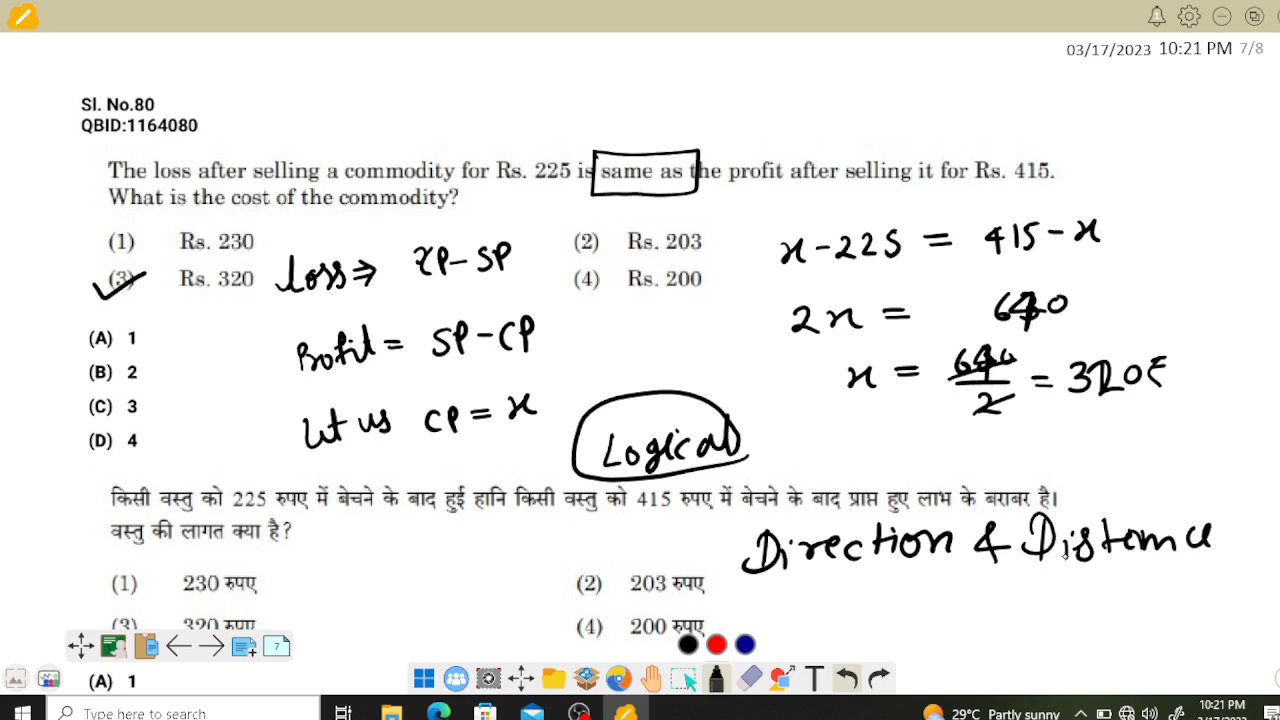 03/17/2023 10:21 PM 7/8
Sl. No.80
QBID:1164080
The loss after selling a commodity for Rs. 225 is same as the profit after selling it for Rs. 415.
What is the cost of the commodity?
(1) Rs. 230 (2) Rs. 203
(3) Rs. 320 (4) Rs. 200
Loss ⇒ CP - SP
Profit = SP - CP
Let us CP = x
x - 225 = 415 - x
2x = 640
x = 640/2 = 320
(A) 1
(B) 2
(C) 3
(D) 4
Logical
किसी वस्तु को 225 रुपए में बेचने के बाद हुई हानि किसी वस्तु को 415 रुपए में बेचने के बाद प्राप्त हुए लाभ के बराबर है।
वस्तु की लागत क्या है?
Direction & Distance
(1) 230 रुपए (2) 203 रुपए
(3) 320 रुपए (4) 200 रुपए
7
(A) 1
T
Type here to search
29°C Partly sunny
10:21 PM